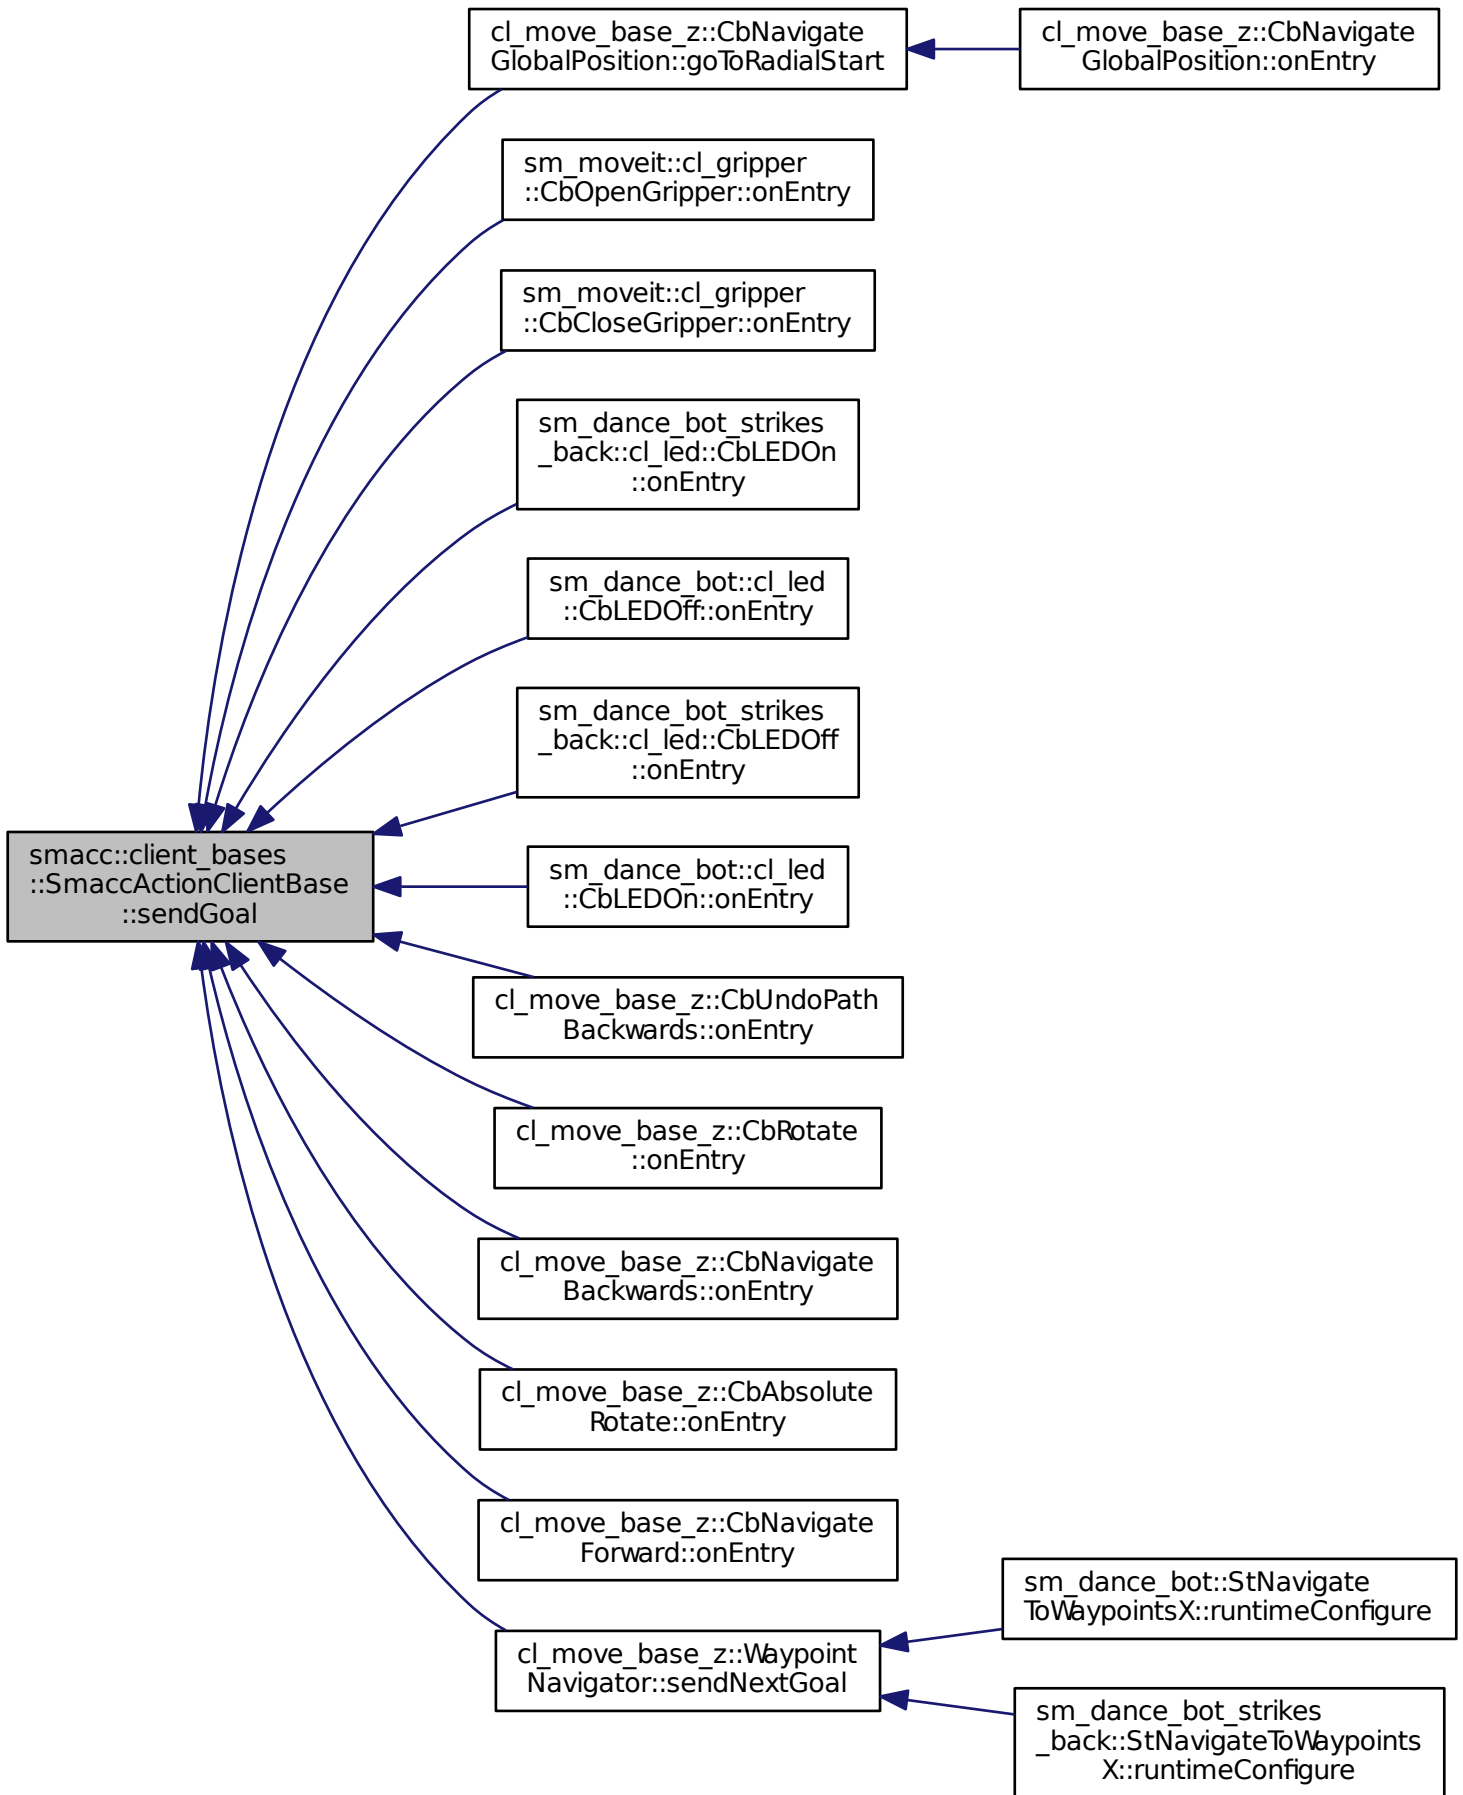 cl_move_base_z::CbNavigate
GlobalPosition::goToRadialStart
cl_move_base_z::CbNavigate
GlobalPosition::onEntry
sm_moveit::cl_gripper
::CbOpenGripper::onEntry
sm_moveit::cl_gripper
::CbCloseGripper::onEntry
sm_dance_bot_strikes
_back::cl_led::CbLEDOn
::onEntry
sm_dance_bot::cl_led
::CbLEDOff::onEntry
sm_dance_bot_strikes
_back::cl_led::CbLEDOff
::onEntry
smacc::client_bases
::SmaccActionClientBase
::sendGoal
sm_dance_bot::cl_led
::CbLEDOn::onEntry
cl_move_base_z::CbUndoPath
Backwards::onEntry
cl_move_base_z::CbRotate
::onEntry
cl_move_base_z::CbNavigate
Backwards::onEntry
cl_move_base_z::CbAbsolute
Rotate::onEntry
cl_move_base_z::CbNavigate
Forward::onEntry
cl_move_base_z::Waypoint
Navigator::sendNextGoal
sm_dance_bot::StNavigate
ToWaypointsX::runtimeConfigure
sm_dance_bot_strikes
_back::StNavigateToWaypoints
X::runtimeConfigure